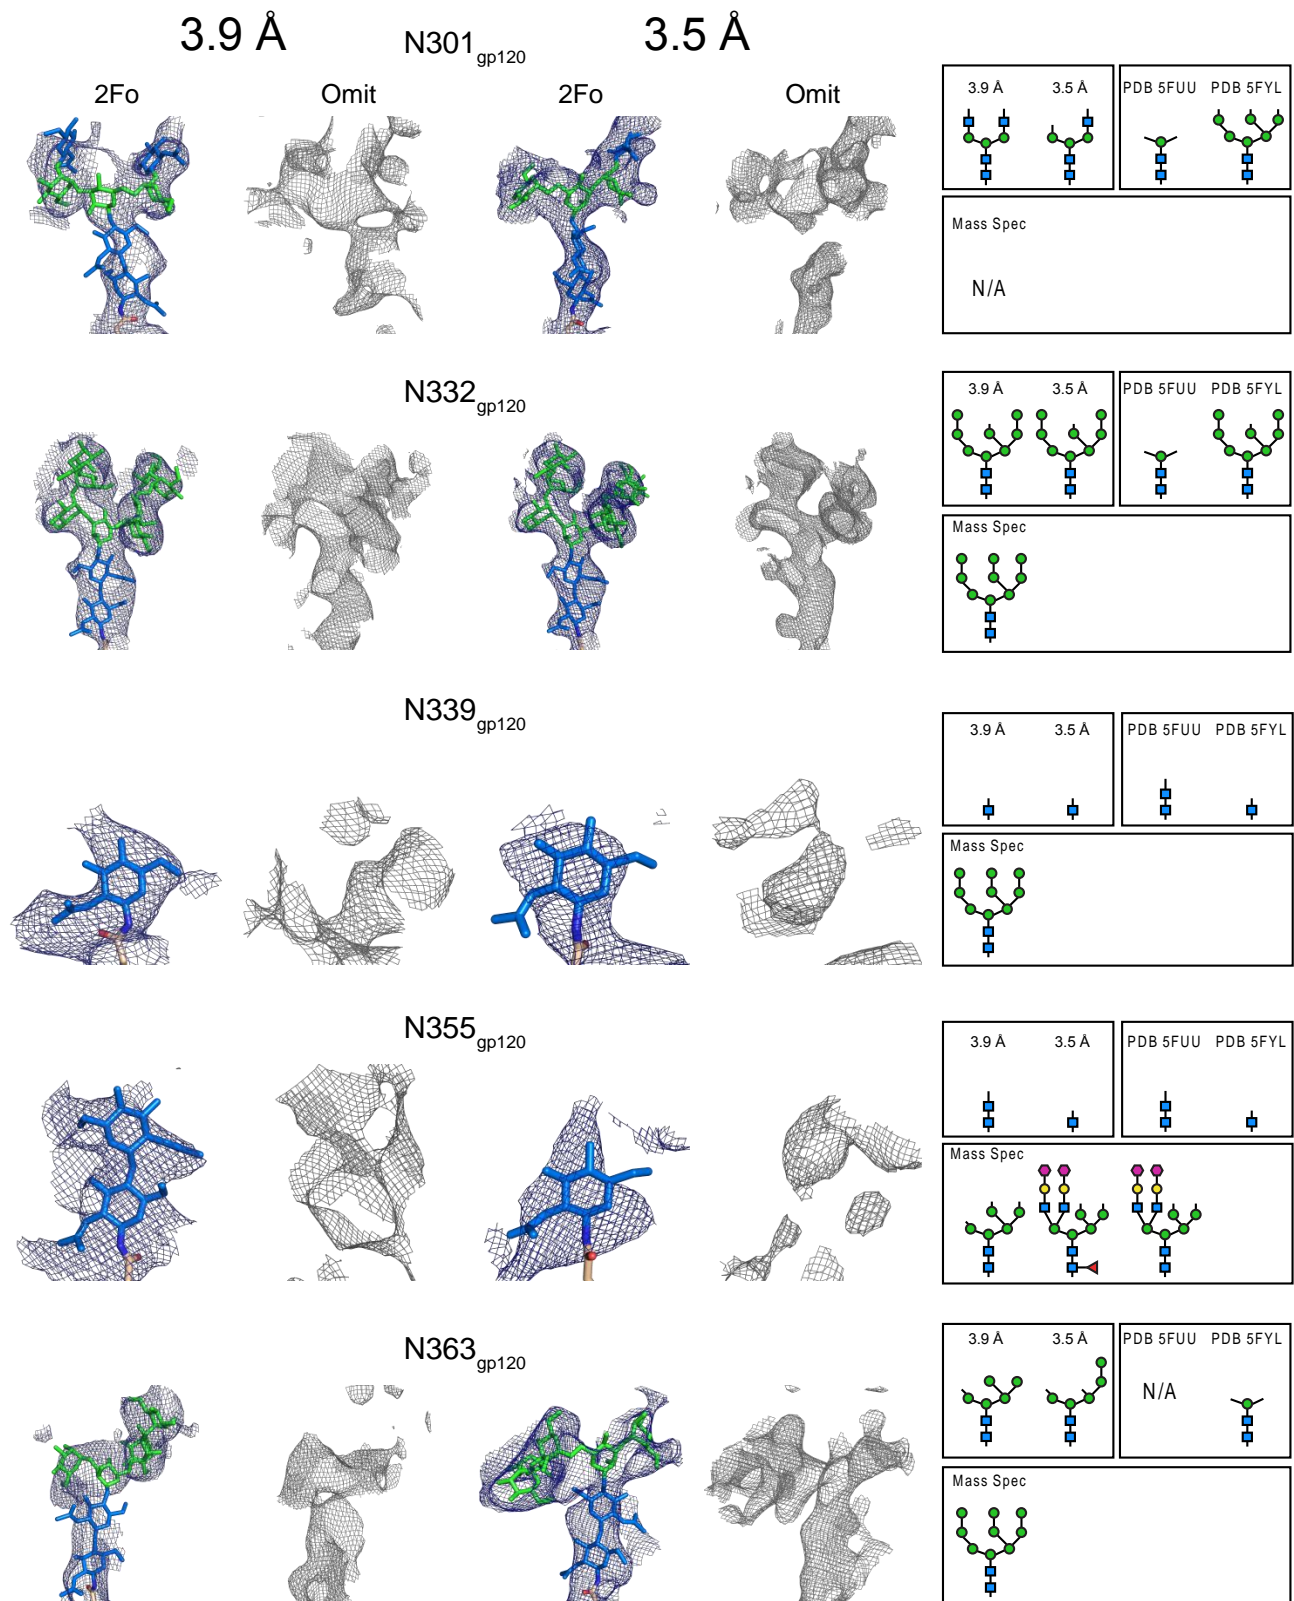 3.9 Å N301gp120 3.5 Å
2Fo Omit 2Fo Omit
3.9 Å 3.5 Å PDB 5FUU PDB 5FYL
Mass Spec
N/A
N332gp120
3.9 Å 3.5 Å PDB 5FUU PDB 5FYL
Mass Spec
N339gp120
3.9 Å 3.5 Å PDB 5FUU PDB 5FYL
Mass Spec
N355gp120
3.9 Å 3.5 Å PDB 5FUU PDB 5FYL
Mass Spec
N363gp120
3.9 Å 3.5 Å PDB 5FUU PDB 5FYL
N/A
Mass Spec